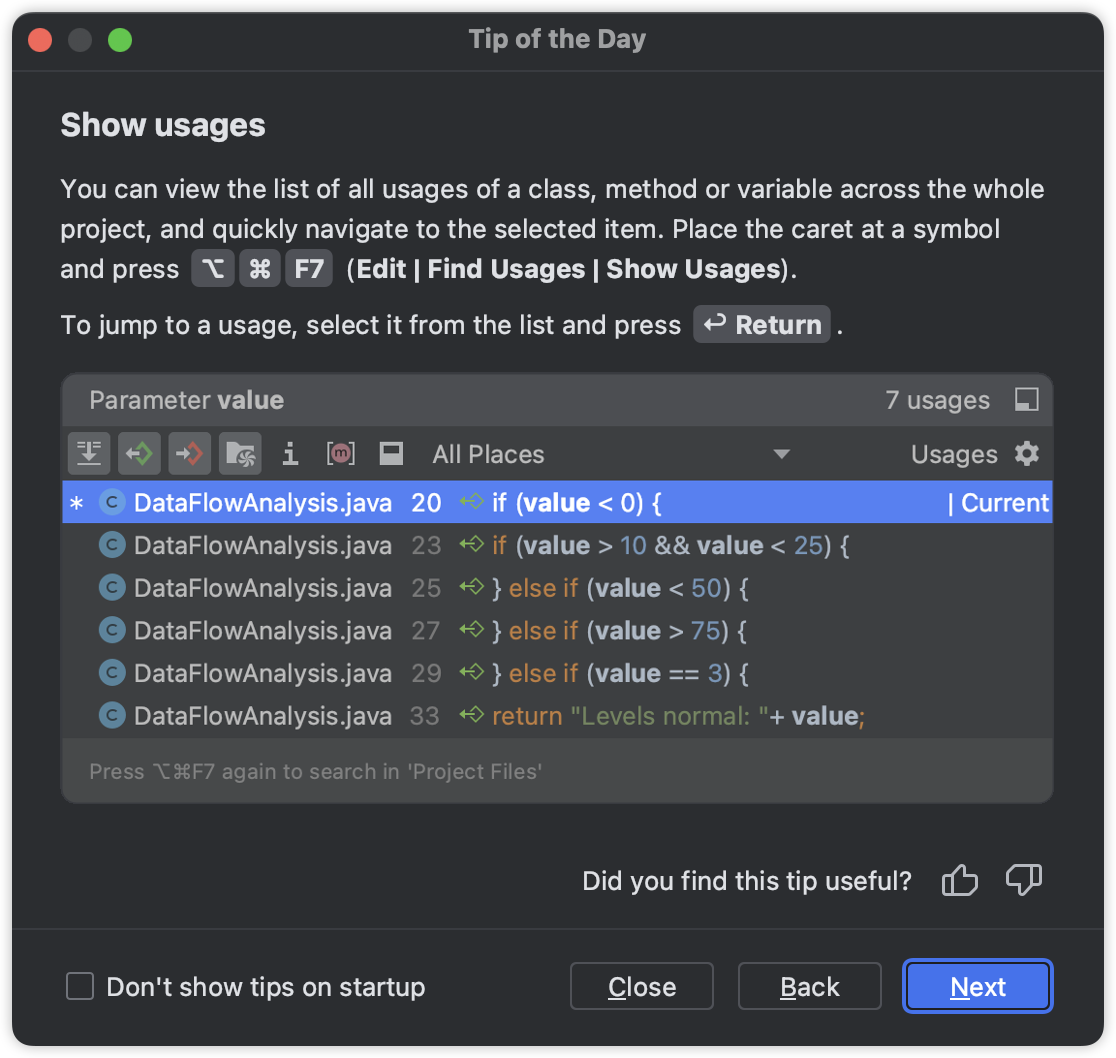 Tip of the Day
Show usages
You can view the list of all usages of a class, method or variable across the whole
project, and quickly navigate to the selected item. Place the caret at a symbol
and press ⌥ ⌘ F7 (Edit | Find Usages | Show Usages).
To jump to a usage, select it from the list and press ↩ Return .
Parameter value 7 usages
i [m] All Places Usages
* C DataFlowAnalysis.java 20 if (value < 0) { | Current
C DataFlowAnalysis.java 23 if (value > 10 && value < 25) {
C DataFlowAnalysis.java 25 } else if (value < 50) {
C DataFlowAnalysis.java 27 } else if (value > 75) {
C DataFlowAnalysis.java 29 } else if (value == 3) {
C DataFlowAnalysis.java 33 return "Levels normal: "+ value;
Press ⌥⌘F7 again to search in 'Project Files'
Did you find this tip useful?
Don't show tips on startup Close Back Next